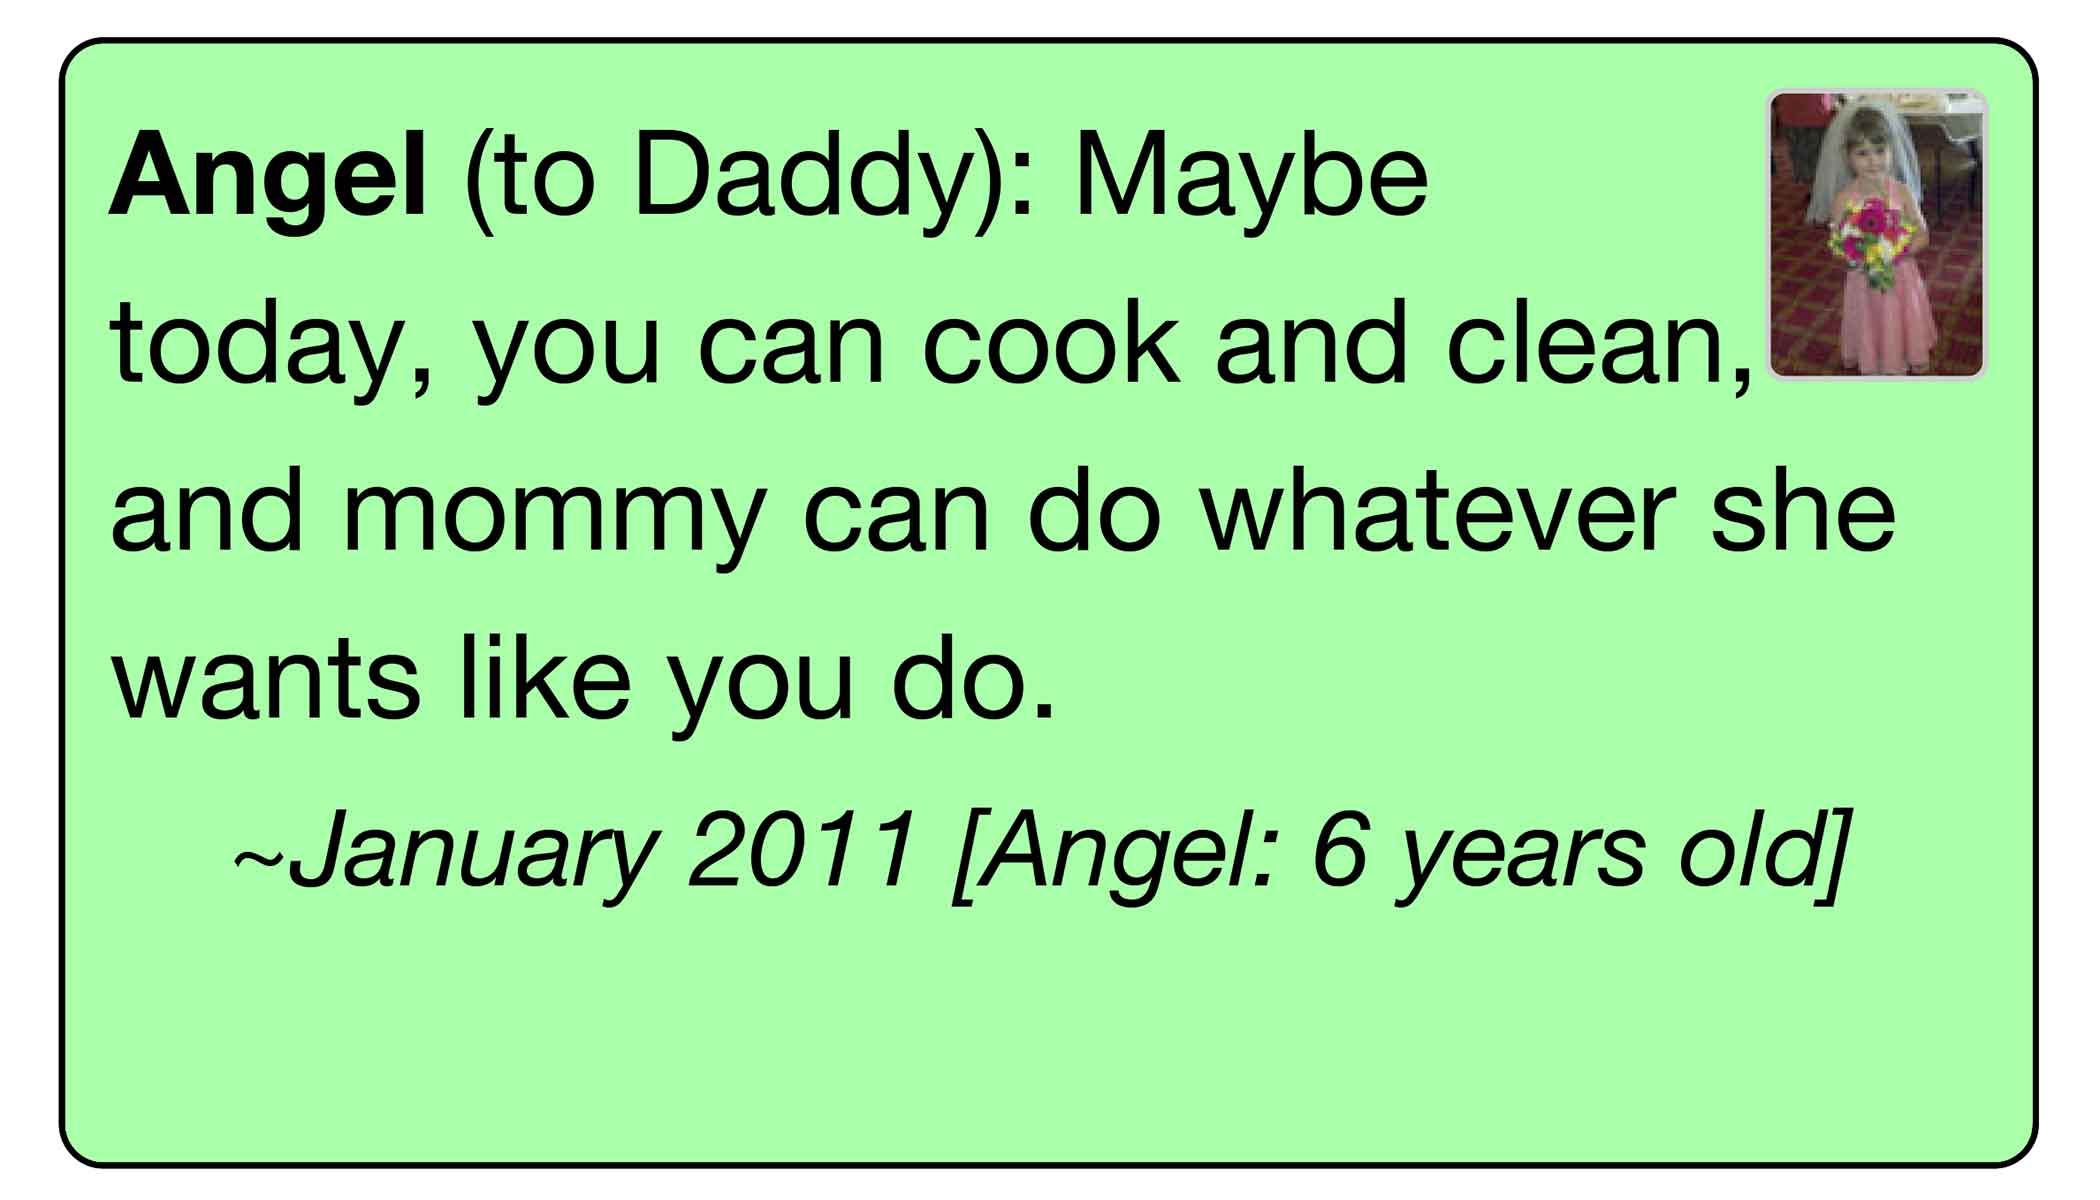 Angel (to Daddy): Maybe
today, you can cook and clean,
and mommy can do whatever she
wants like you do.
~January 2011 [Angel: 6 years old]